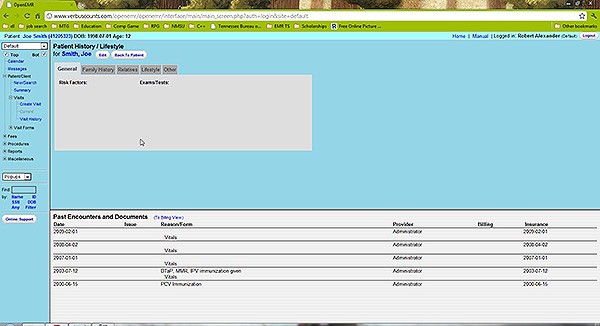 OpenEMR
www.verbuscounts.com/openemr/openemr/interface/main/main_screen.php?auth=login&site=default
dl job search MTG Education Comp Game RPG NMSU C++ Tennessee Bureau o... EMR TS Scholarships Free Online Picture ... Other bookmarks
Patient: Joe Smith (41205323) DOB: 1998-07-01 Age: 12 Home | Manual | Logged in: Robert Alexander (Default) Logout
Default
Top Bot
Calendar
Messages
Patient/Client
New/Search
Summary
Visits
Create Visit
Current
Visit History
Visit Forms
Fees
Procedures
Reports
Miscellaneous
Popups
Find:
by: Name ID
SSN DOB
Any Filter
Online Support
Patient History / Lifestyle
for Smith, Joe Edit Back To Patient
General Family History Relatives Lifestyle Other
Risk Factors: Exams/Tests:
Past Encounters and Documents (To Billing View)
Date Issue Reason/Form Provider Billing Insurance
2009-02-01 Administrator 2009-02-01
Vitals
2008-04-02 Administrator 2008-04-02
Vitals
2007-01-01 Administrator 2007-01-01
Vitals
2003-07-12 DTaP, MMR, IPV immunization given Administrator 2003-07-12
Vitals
2000-06-15 PCV Immunization Administrator 2000-06-15